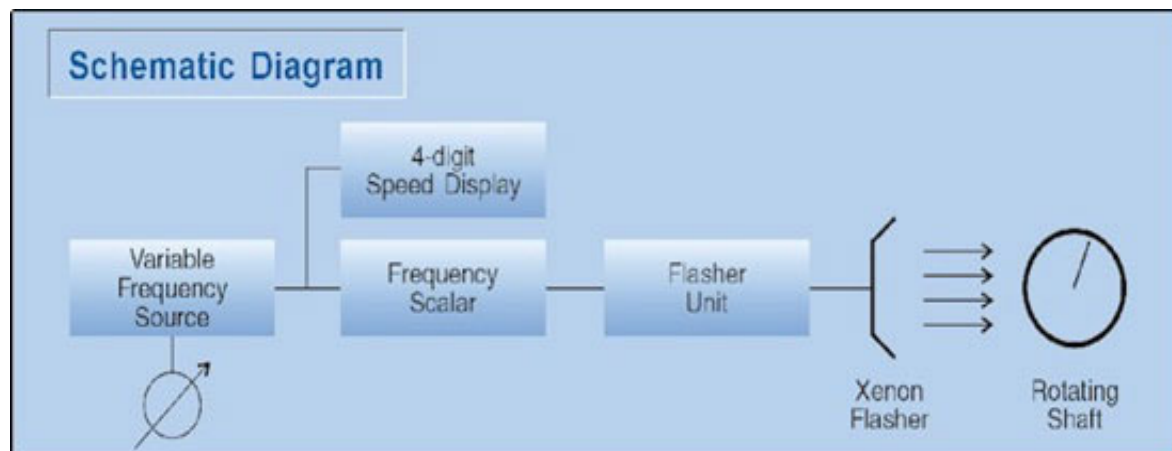 Schematic Diagram
4-digit
Speed Display
Variable
Frequency
Source
Frequency
Scalar
Flasher
Unit
Xenon
Flasher
Rotating
Shaft